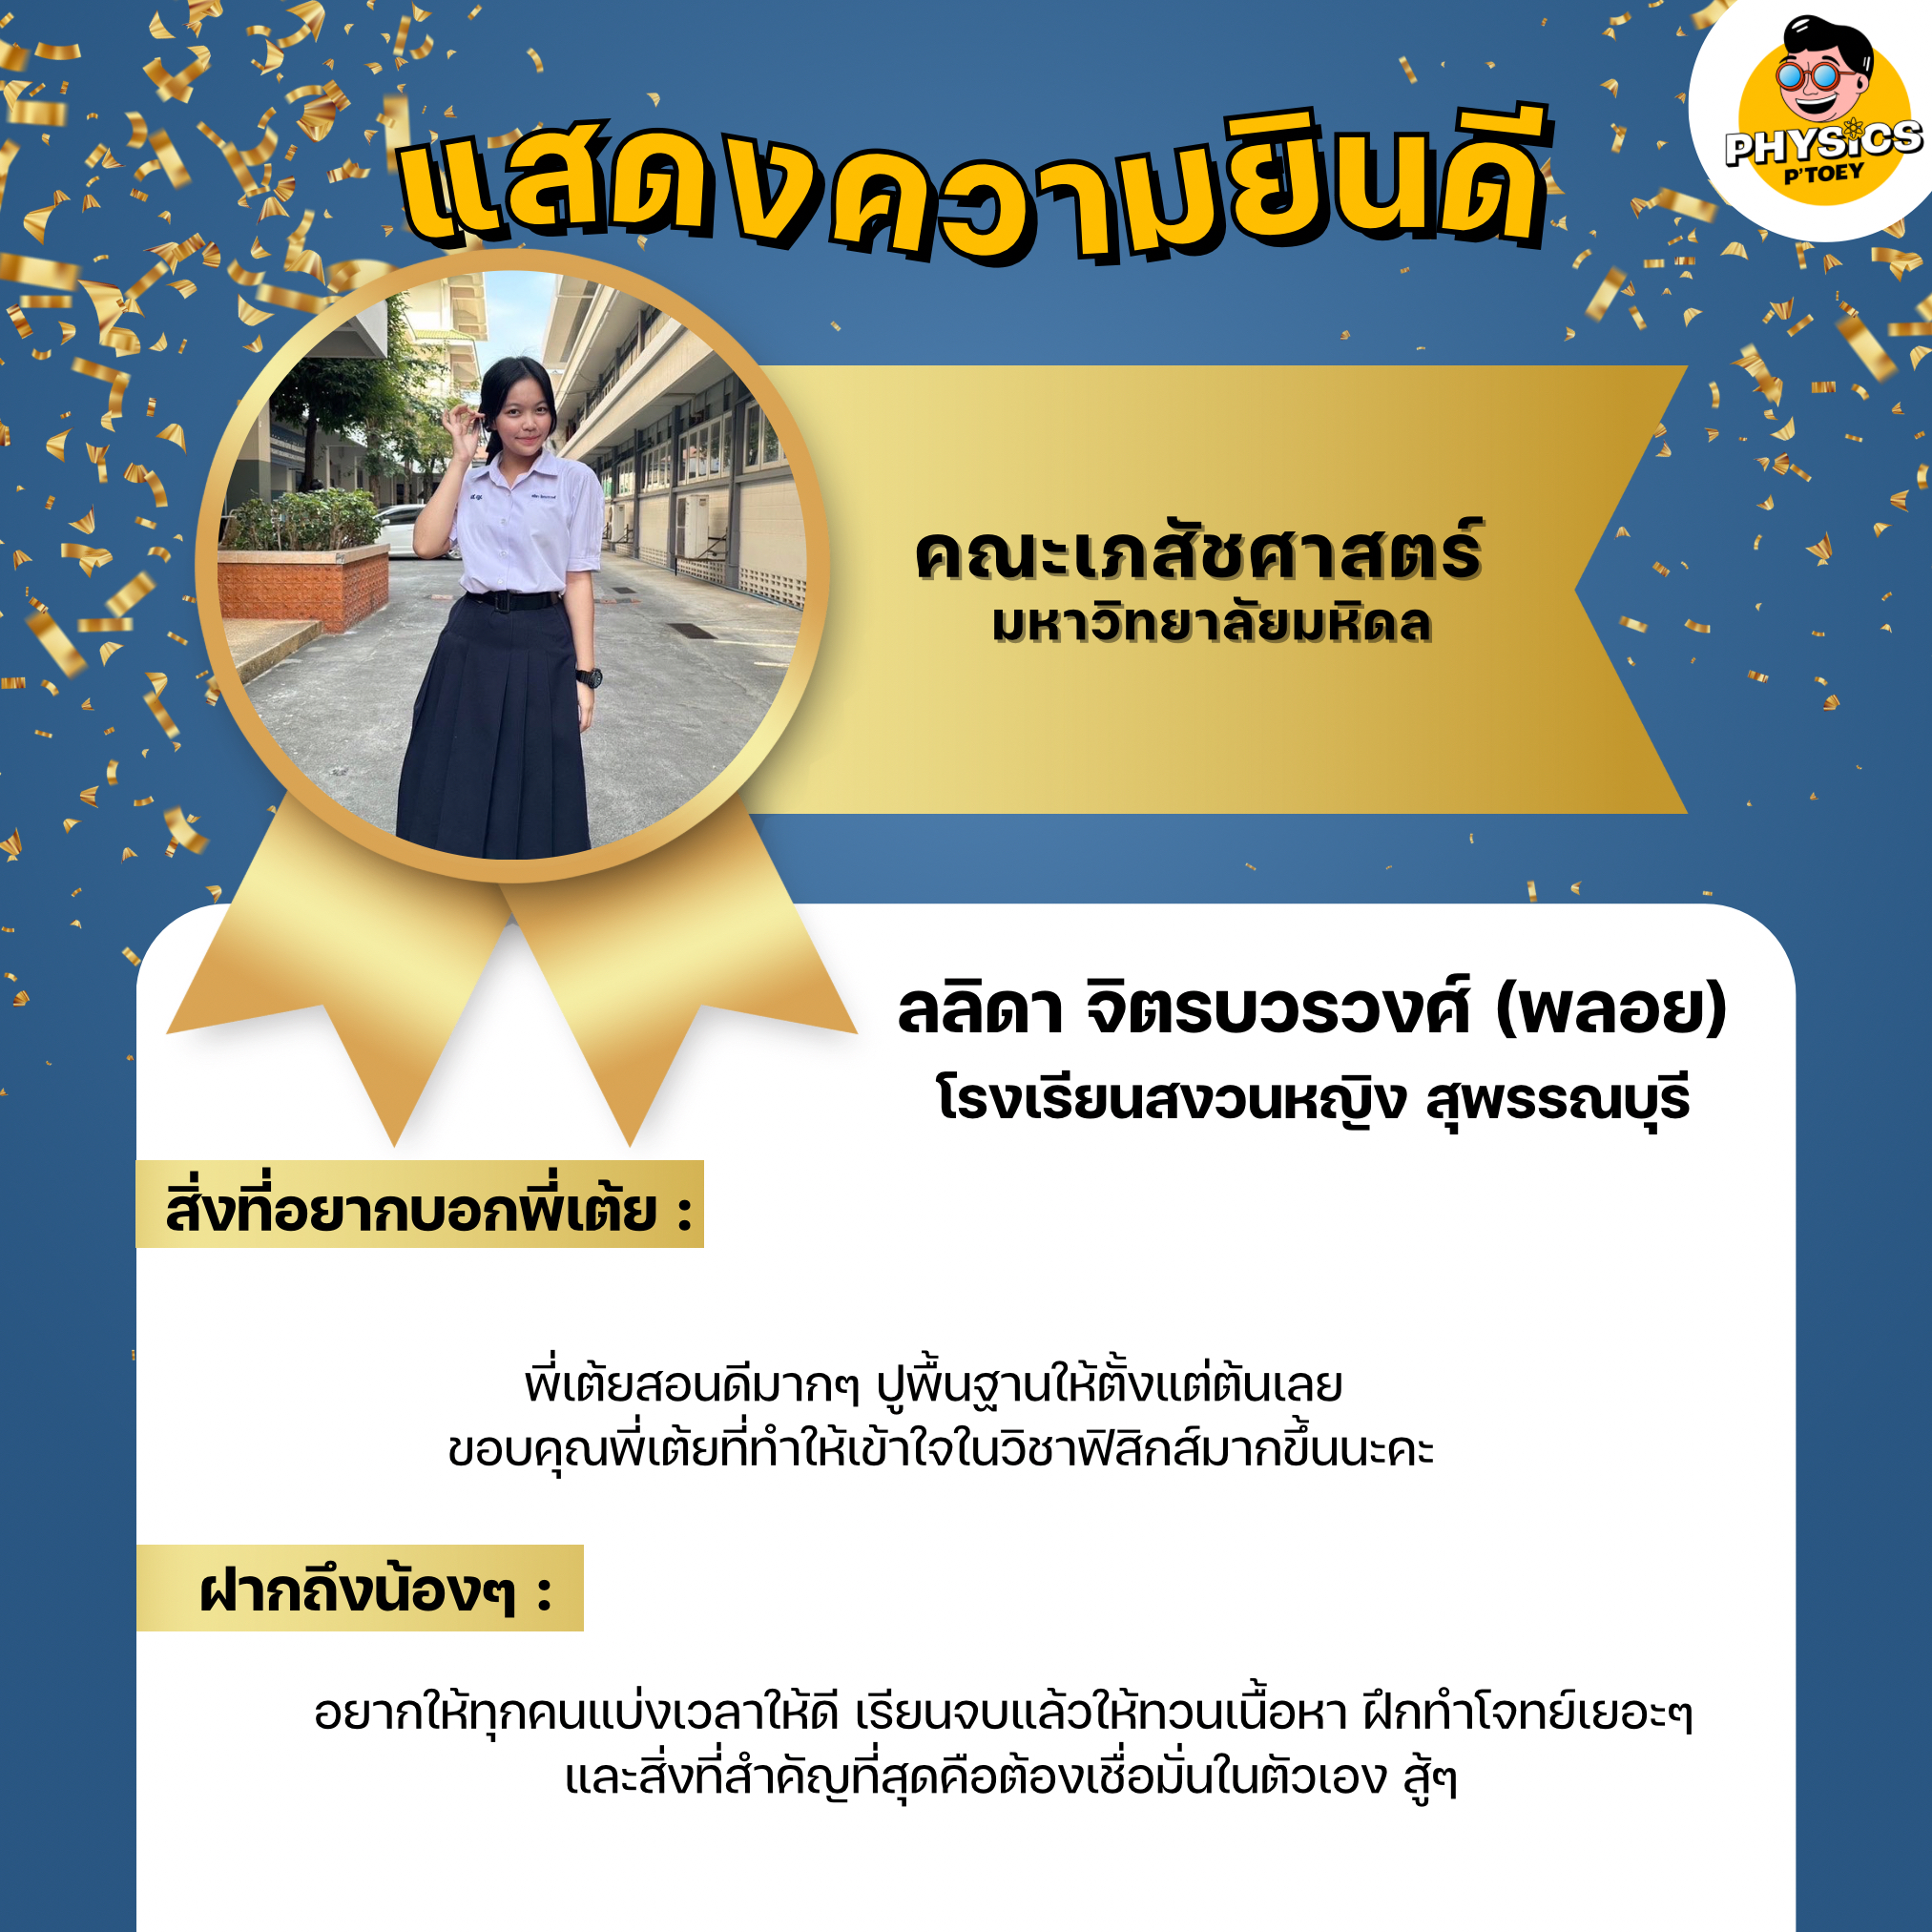 แสดงความยินดี
PHYSICS
P'TOEY
คณะเภสัชศาสตร์
มหาวิทยาลัยมหิดล
ลลิดา จิตรบวรวงศ์ (พลอย)
โรงเรียนสงวนหญิง สุพรรณบุรี
สิ่งที่อยากบอกพี่เต้ย :
พี่เต้ยสอนดีมากๆ ปูพื้นฐานให้ตั้งแต่ต้นเลย
ขอบคุณพี่เต้ยที่ทำให้เข้าใจในวิชาฟิสิกส์มากขึ้นนะคะ
ฝากถึงน้องๆ :
อยากให้ทุกคนแบ่งเวลาให้ดี เรียนจบแล้วให้ทวนเนื้อหา ฝึกทำโจทย์เยอะๆ
และสิ่งที่สำคัญที่สุดคือต้องเชื่อมั่นในตัวเอง สู้ๆ